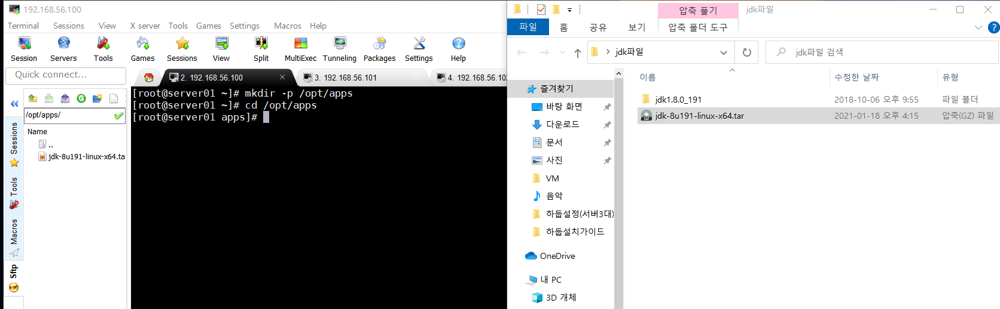 192.168.56.100
Terminal Sessions View X server Tools Games Settings Macros Help
Session Servers Tools Games Sessions View Split MultiExec Tunneling Packages Settings Help
Quick connect...
2. 192.168.56.100
3. 192.168.56.101
4. 192.168.56.102
/opt/apps/
Name
..
jdk-8u191-linux-x64.ta
Sessions
Tools
Macros
Sftp
[root@server01 ~]# mkdir -p /opt/apps
[root@server01 ~]# cd /opt/apps
[root@server01 apps]#
압축 풀기
jdk파일
파일 홈 공유 보기 압축 폴더 도구
jdk파일
jdk파일 검색
이름 수정한 날짜 유형
jdk1.8.0_191 2018-10-06 오후 9:55 파일 폴더
GZ
jdk-8u191-linux-x64.tar 2021-01-18 오후 4:15 압축(GZ) 파일
즐겨찾기
바탕 화면
다운로드
문서
사진
VM
음악
하둡설정(서버3대)
하둡설치가이드
OneDrive
내 PC
3D 개체